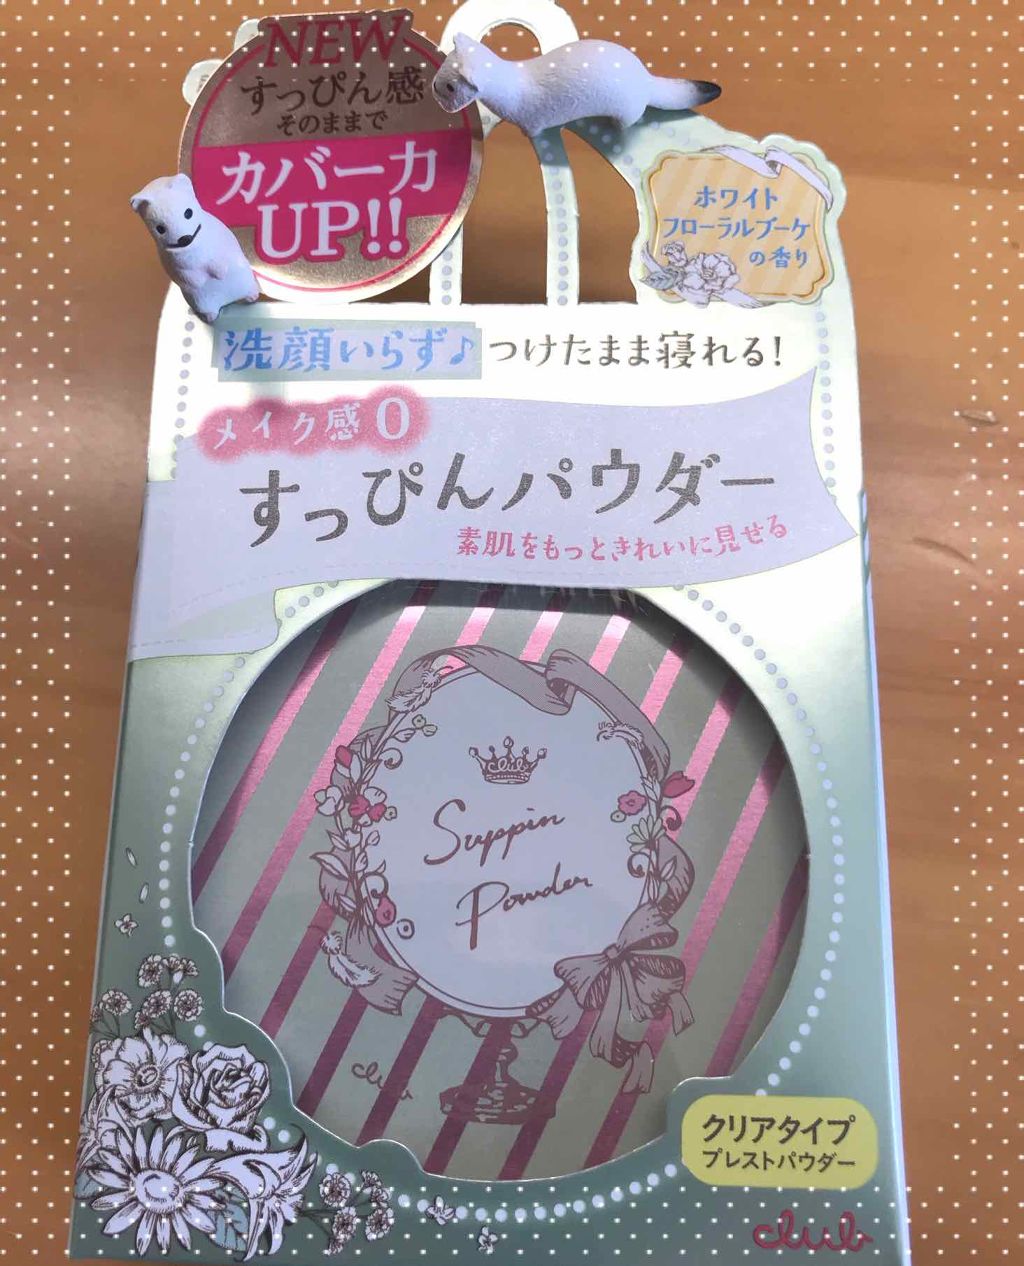 NEW
すっぴん感
そのままで
カバー力
UP!!
ホワイト
フローラルブーケ
の香り
洗顔いらず♪ つけたまま寝れる!
メイク感0
すっぴんパウダー
素肌をもっときれいに見せる
club
Suppin
Powder
club
クリアタイプ
プレストパウダー
club